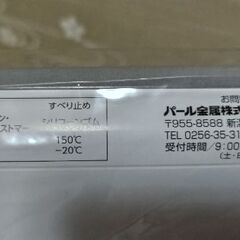 すべり止め
シリコーンゴム
ストマー
150℃
-20℃
お問
パール金属株式
〒955-8588 新潟
TEL 0256-35-31
受付時間／9:00
(土・